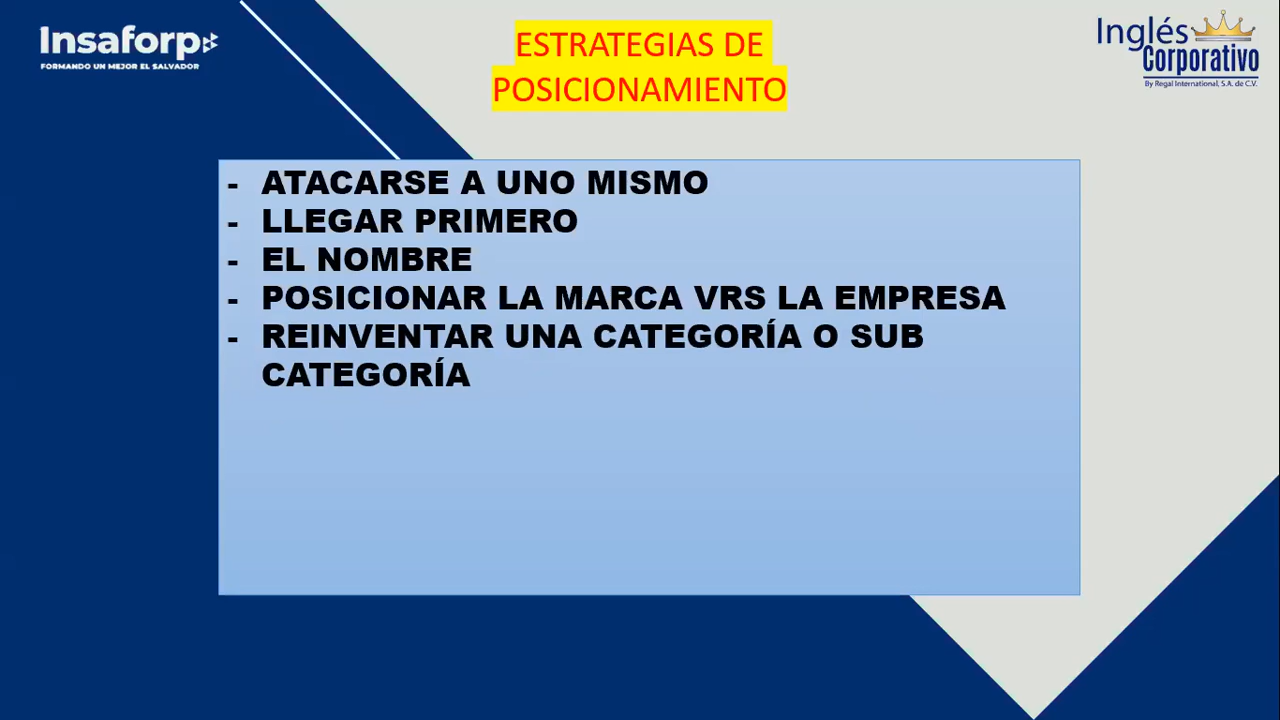 Insaforp
FORMANDO UN MEJOR EL SALVADOR
ESTRATEGIAS DE
POSICIONAMIENTO
Inglés
Corporativo
By Regal International, S.A. de C.V.
- ATACARSE A UNO MISMO
- LLEGAR PRIMERO
- EL NOMBRE
- POSICIONAR LA MARCA VRS LA EMPRESA
- REINVENTAR UNA CATEGORÍA O SUB
CATEGORÍA